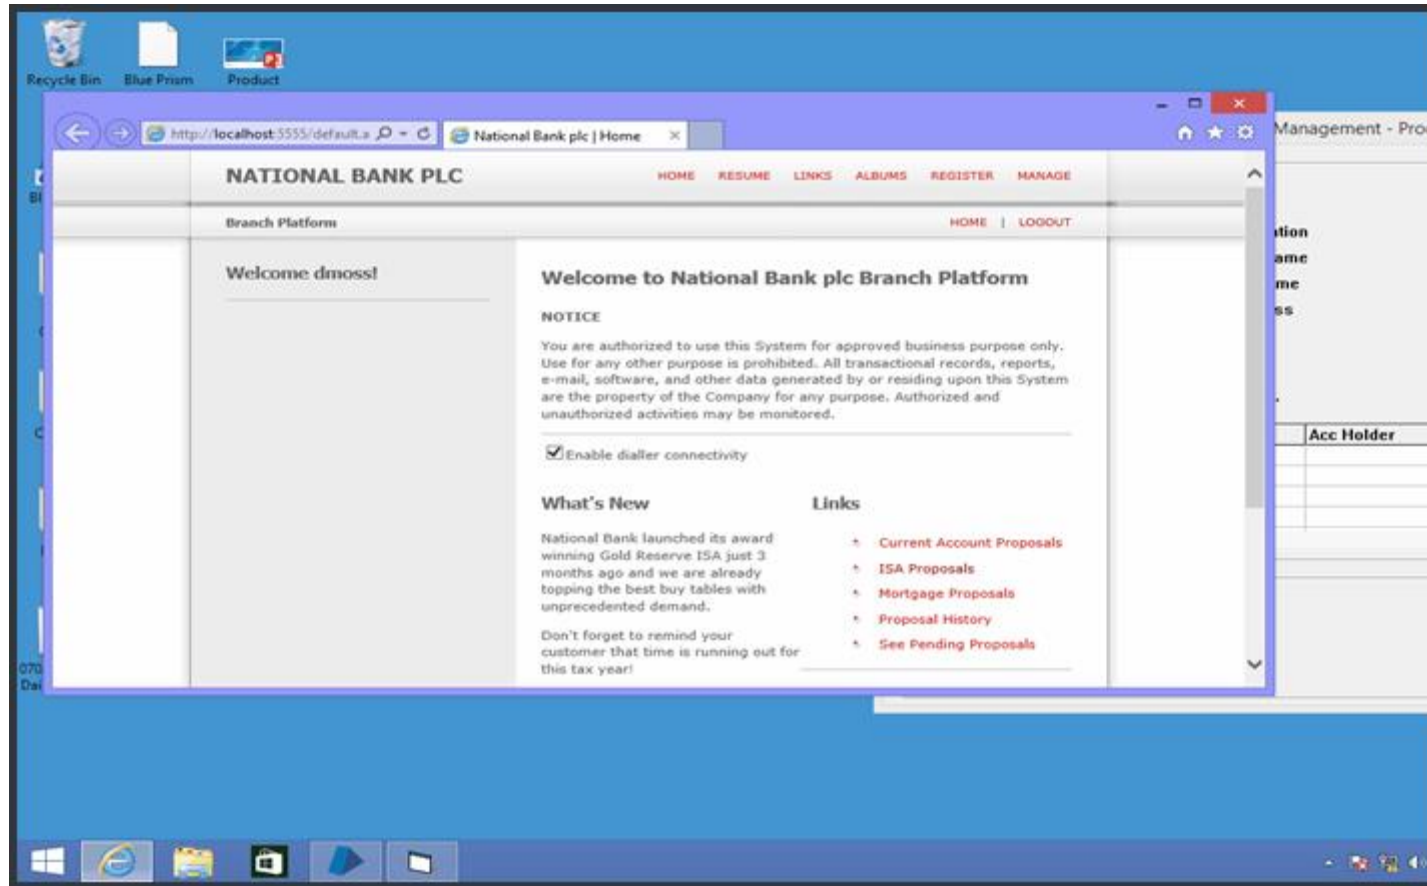 Recycle Bin
Blue Prism
Product
http://localhost:5555/default.a
National Bank plc | Home
Management - Pro
NATIONAL BANK PLC
HOME RESUME LINKS ALBUMS REGISTER MANAGE
Branch Platform
HOME | LOGOUT
Welcome dmoss!
Welcome to National Bank plc Branch Platform
NOTICE
You are authorized to use this System for approved business purpose only.
Use for any other purpose is prohibited. All transactional records, reports,
e-mail, software, and other data generated by or residing upon this System
are the property of the Company for any purpose. Authorized and
unauthorized activities may be monitored.
Enable dialler connectivity
What's New
National Bank launched its award
winning Gold Reserve ISA just 3
months ago and we are already
topping the best buy tables with
unprecedented demand.
Don't forget to remind your
customer that time is running out for
this tax year!
Links
Current Account Proposals
ISA Proposals
Mortgage Proposals
Proposal History
See Pending Proposals
tion
ame
me
ss
Acc Holder
070
Dai